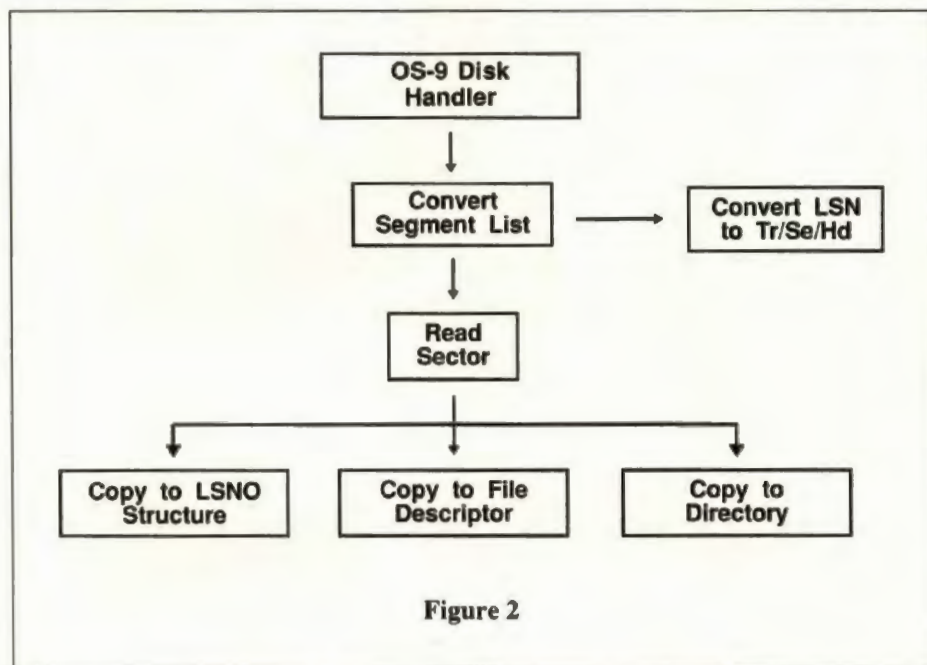 OS-9 Disk
Handler
Convert
Segment List
Convert LSN
to Tr/Se/Hd
Read
Sector
Copy to LSNO
Structure
Copy to File
Descriptor
Copy to
Directory
Figure 2